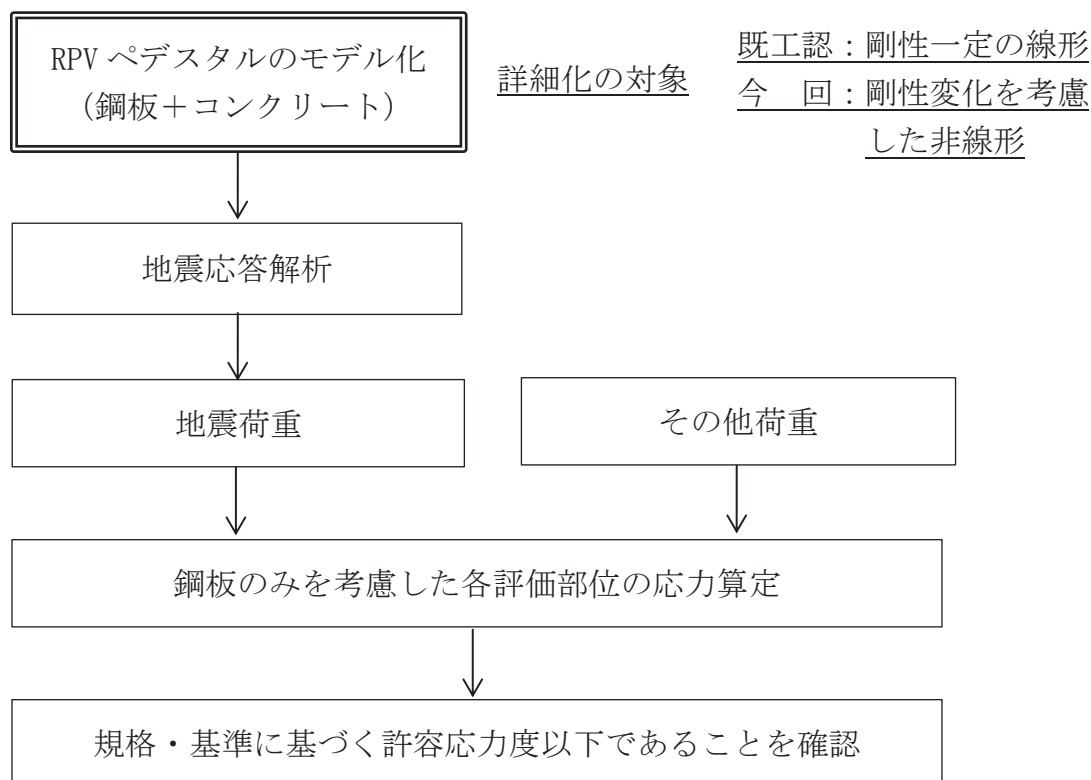 RPV ペデスタルのモデル化
(鋼板+コンクリート)
詳細化の対象
既工認:剛性一定の線形
今 回:剛性変化を考慮
した非線形
地震応答解析
地震荷重
その他荷重
鋼板のみを考慮した各評価部位の応力算定
規格・基準に基づく許容応力度以下であることを確認